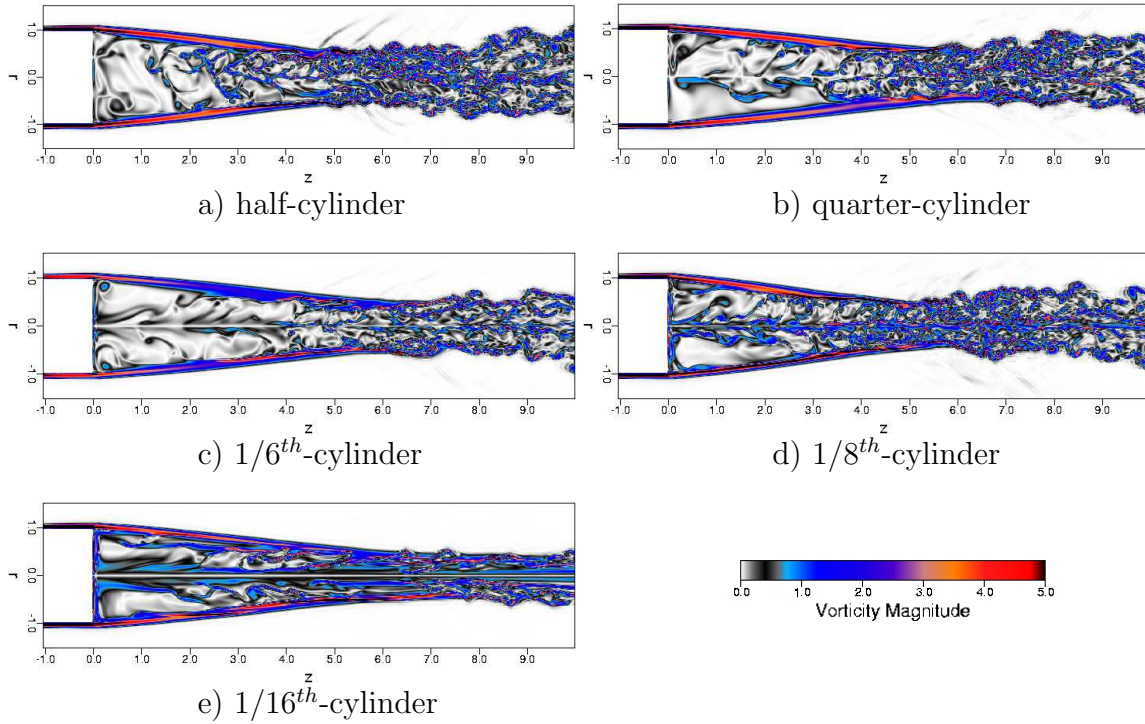 1.0
0.0
-1.0
r
-1.0 0.0 1.0 2.0 3.0 4.0 5.0 6.0 7.0 8.0 9.0
z
a) half-cylinder
1.0
0.0
-1.0
r
-1.0 0.0 1.0 2.0 3.0 4.0 5.0 6.0 7.0 8.0 9.0
z
b) quarter-cylinder
1.0
0.0
-1.0
r
-1.0 0.0 1.0 2.0 3.0 4.0 5.0 6.0 7.0 8.0 9.0
z
c) 1/6th-cylinder
1.0
0.0
-1.0
r
-1.0 0.0 1.0 2.0 3.0 4.0 5.0 6.0 7.0 8.0 9.0
z
d) 1/8th-cylinder
1.0
0.0
-1.0
r
-1.0 0.0 1.0 2.0 3.0 4.0 5.0 6.0 7.0 8.0 9.0
z
e) 1/16th-cylinder
0.0 1.0 2.0 3.0 4.0 5.0
Vorticity Magnitude